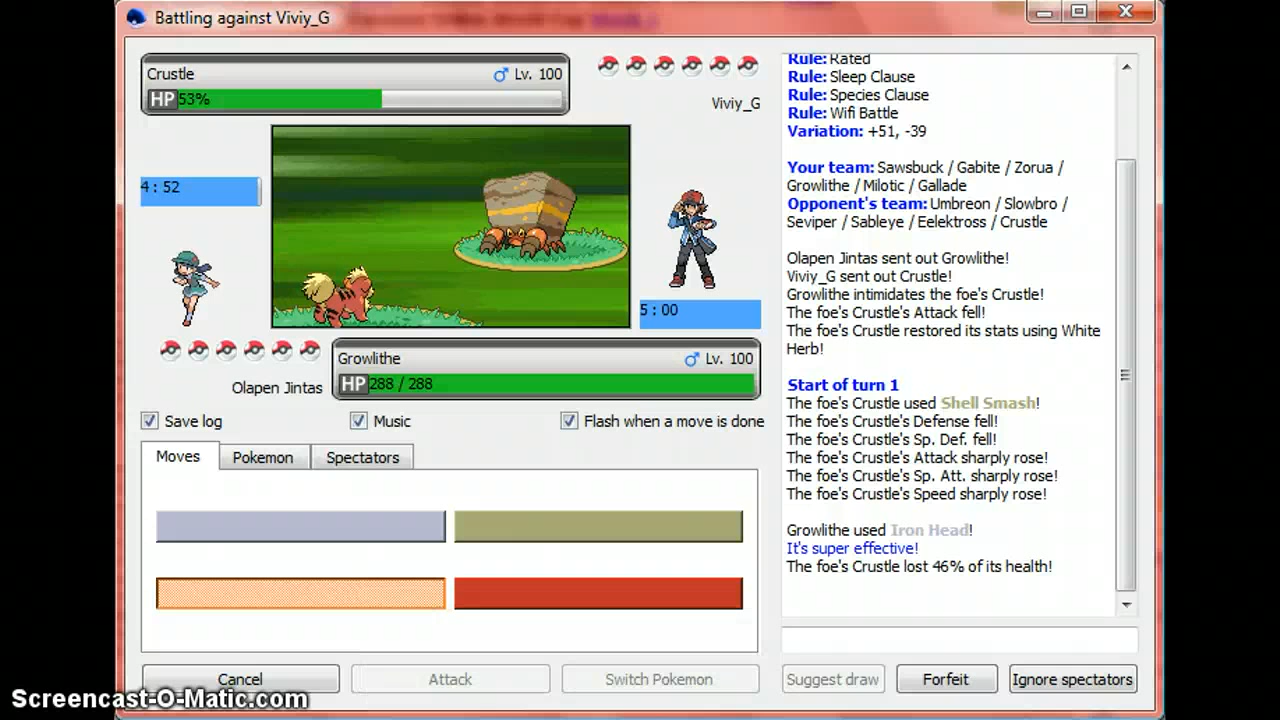 Battling against Viviy_G
Crustle ♂ Lv. 100
HP 53%
Viviy_G
4 : 52
5 : 00
Growlithe ♂ Lv. 100
HP 288 / 288
Olapen Jintas
Save log
Music
Flash when a move is done
Moves
Pokemon
Spectators
Cancel
Attack
Switch Pokemon
Rule: Rated
Rule: Sleep Clause
Rule: Species Clause
Rule: Wifi Battle
Variation: +51, -39
Your team: Sawsbuck / Gabite / Zorua /
Growlithe / Milotic / Gallade
Opponent's team: Umbreon / Slowbro /
Seviper / Sableye / Eelektross / Crustle
Olapen Jintas sent out Growlithe!
Viviy_G sent out Crustle!
Growlithe intimidates the foe's Crustle!
The foe's Crustle's Attack fell!
The foe's Crustle restored its stats using White
Herb!
Start of turn 1
The foe's Crustle used Shell Smash!
The foe's Crustle's Defense fell!
The foe's Crustle's Sp. Def. fell!
The foe's Crustle's Attack sharply rose!
The foe's Crustle's Sp. Att. sharply rose!
The foe's Crustle's Speed sharply rose!
Growlithe used Iron Head!
It's super effective!
The foe's Crustle lost 46% of its health!
Suggest draw
Forfeit
Ignore spectators
Screencast-O-Matic.com